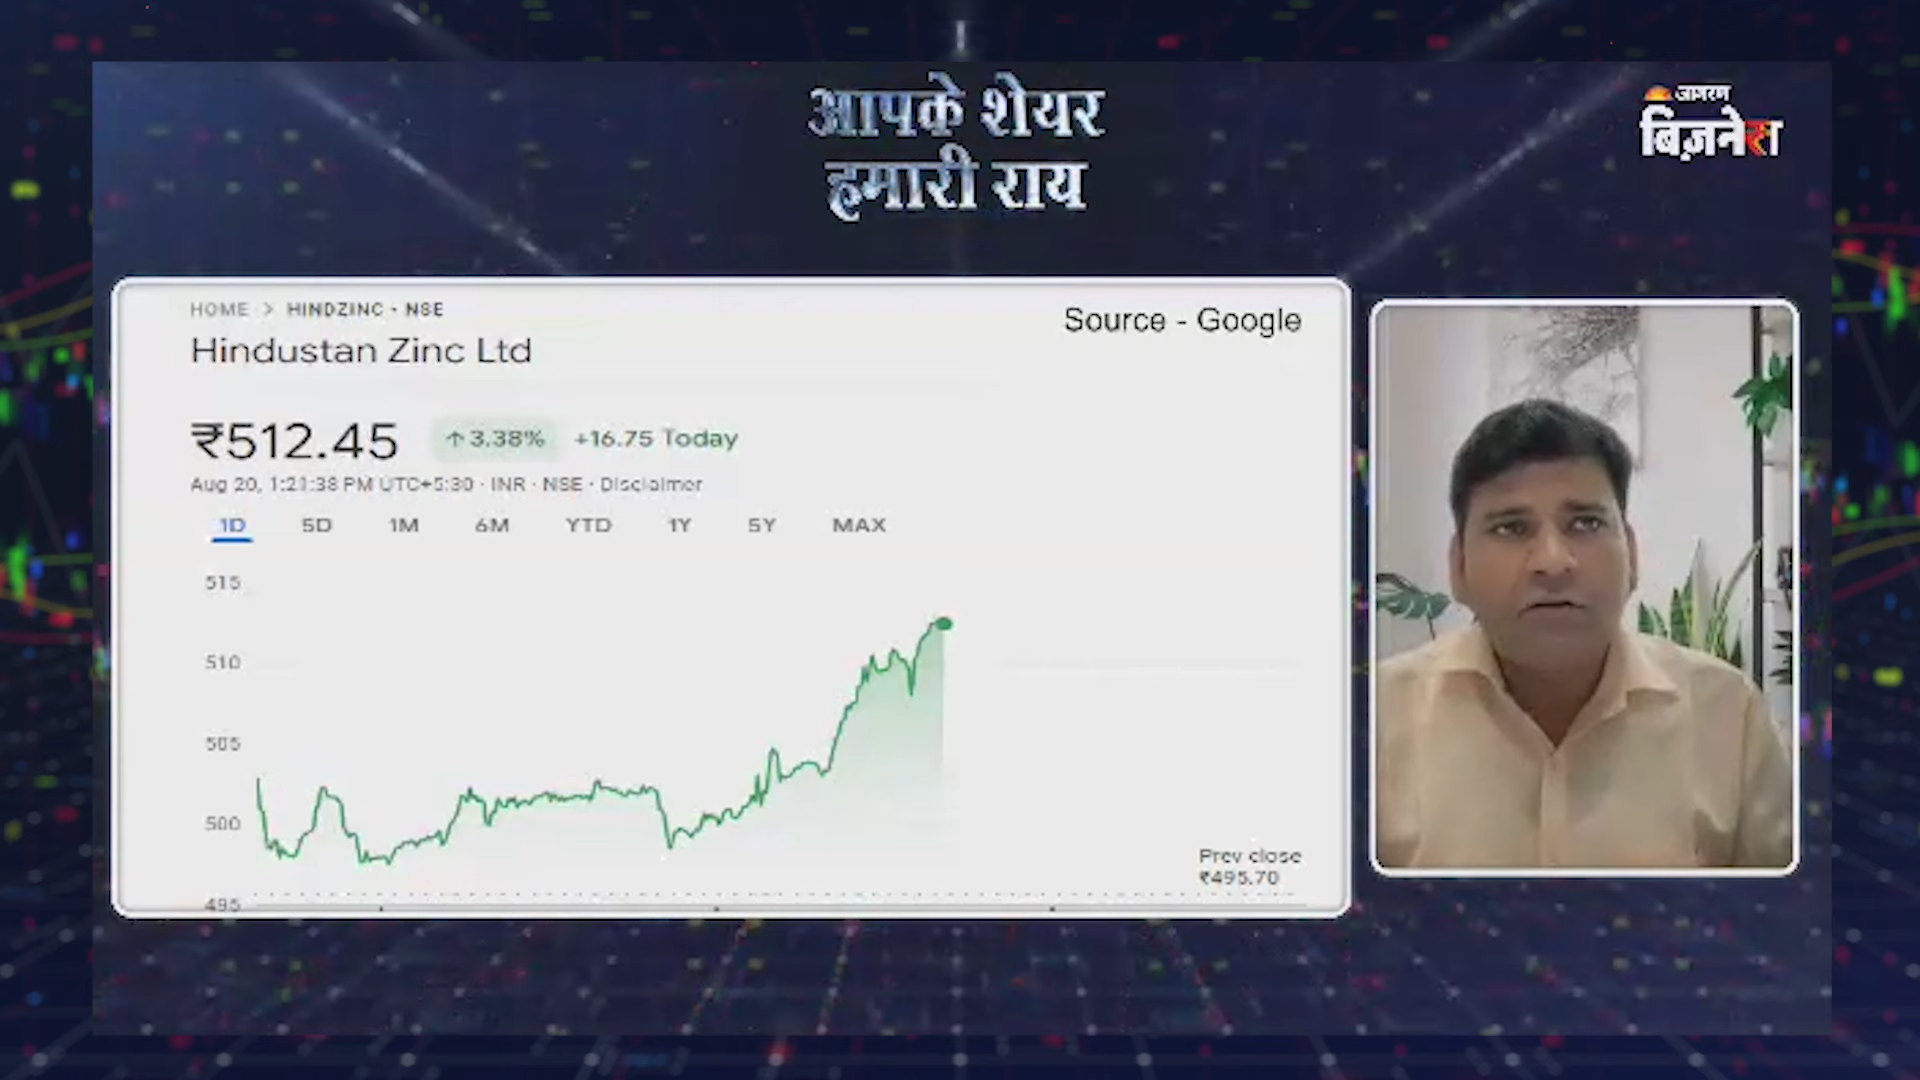 आपके शेयर
हमारी राय
जागरण
बिज़नेस
HOME > HINDZINC · NSE
Source - Google
Hindustan Zinc Ltd
₹512.45 ↑3.38% +16.75 Today
Aug 20, 1:21:38 PM UTC+5:30 · INR · NSE · Disclaimer
1D 5D 1M 6M YTD 1Y 5Y MAX
515
510
505
500
495
Prev close
₹495.70